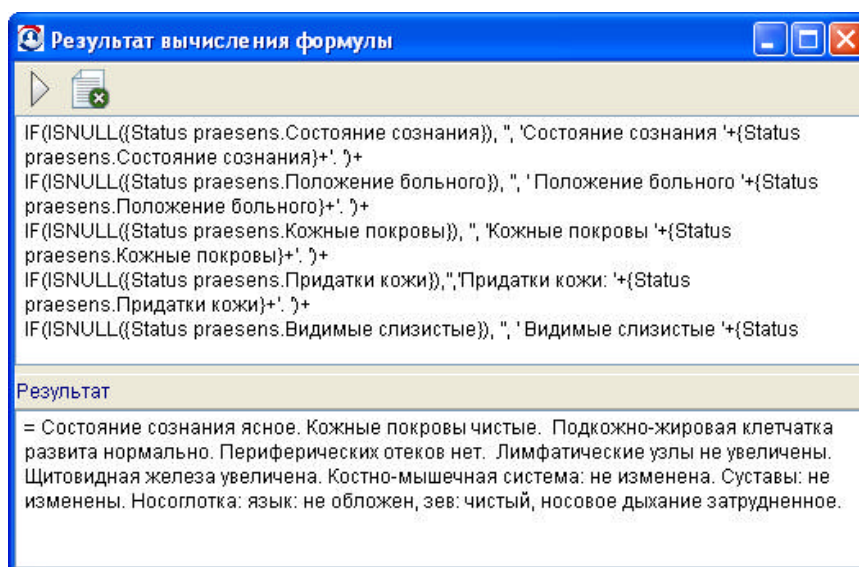 Результат вычисления формулы
IF(ISNULL({Status praesens.Состояние сознания}), '', 'Состояние сознания '+{Status
praesens.Состояние сознания}+'. ')+
IF(ISNULL({Status praesens.Положение больного}), '', ' Положение больного '+{Status
praesens.Положение больного}+'. ')+
IF(ISNULL({Status praesens.Кожные покровы}), '', 'Кожные покровы '+{Status
praesens.Кожные покровы}+'. ')+
IF(ISNULL({Status praesens.Придатки кожи}),'','Придатки кожи: '+{Status
praesens.Придатки кожи}+'. ')+
IF(ISNULL({Status praesens.Видимые слизистые}), '', ' Видимые слизистые '+{Status
Результат
= Состояние сознания ясное. Кожные покровы чистые.  Подкожно-жировая клетчатка
развита нормально. Периферических отеков нет.  Лимфатические узлы не увеличены.
Щитовидная железа увеличена. Костно-мышечная система: не изменена. Суставы: не
изменены. Носоглотка: язык: не обложен, зев: чистый, носовое дыхание затрудненное.